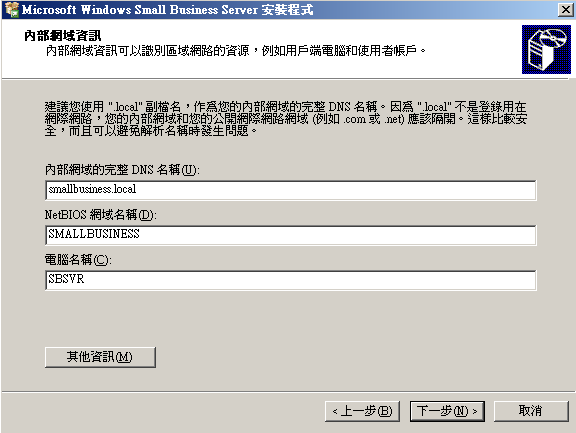 Microsoft Windows Small Business Server 安裝程式
內部網域資訊
內部網域資訊可以識別區域網路的資源，例如用戶端電腦和使用者帳戶。
建議您使用 ".local" 副檔名，作為您的內部網域的完整 DNS 名稱。因為 ".local" 不是登錄用在
網際網路，您的內部網域和您的公開網際網路網域 (例如 .com 或 .net) 應該隔開。這樣比較安
全，而且可以避免解析名稱時發生問題。
內部網域的完整 DNS 名稱(U):
smallbusiness.local
NetBIOS 網域名稱(D):
SMALLBUSINESS
電腦名稱(C):
SBSVR
其他資訊(M)
< 上一步(B)
下一步(N) >
取消